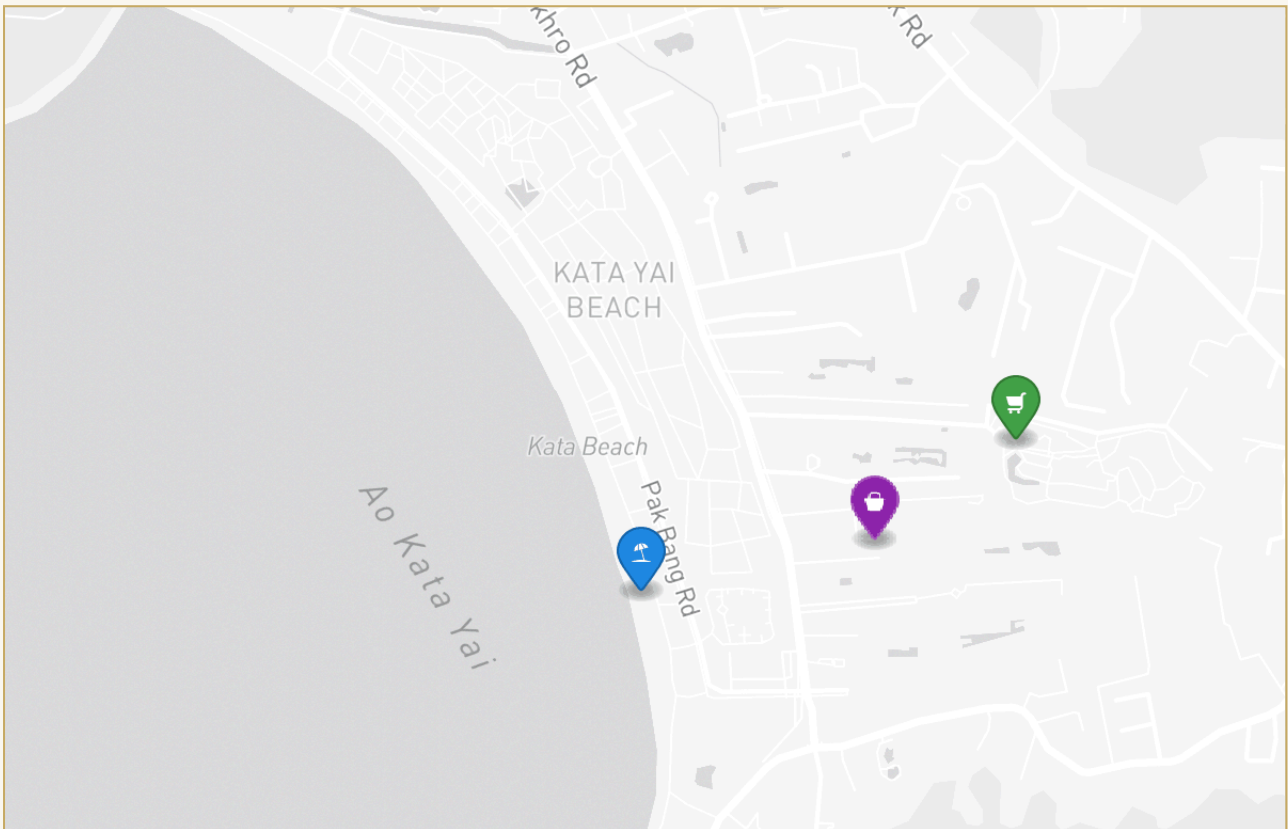 khro Rd
k Rd
KATA YAI
BEACH
Kata Beach
Ao Kata Yai
Pak Bang Rd